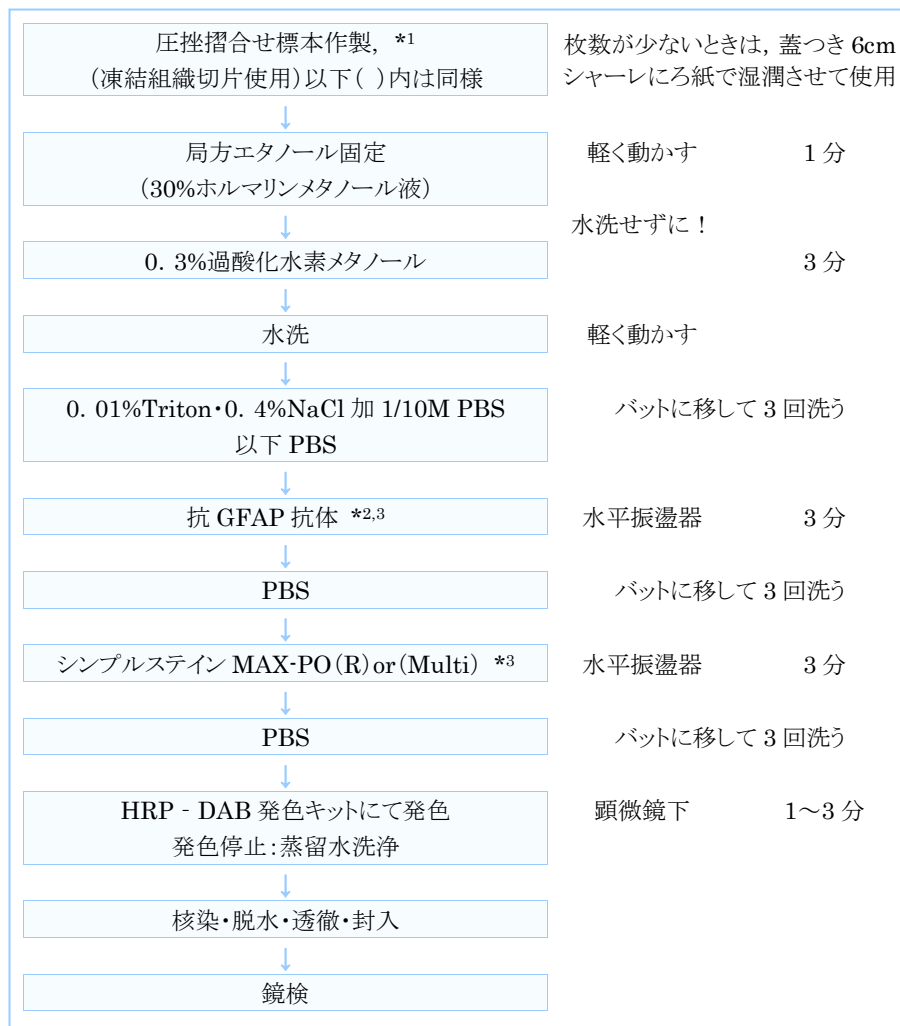 圧挫摺合せ標本作製, *1
(凍結組織切片使用)以下( )内は同様
枚数が少ないときは, 蓋つき 6cm
シャーレにろ紙で湿潤させて使用
↓
局方エタノール固定
(30%ホルマリンメタノール液)
軽く動かす 1 分
↓
水洗せずに！
0. 3%過酸化水素メタノール
3 分
↓
水洗
軽く動かす
↓
0. 01%Triton・0. 4%NaCl 加 1/10M PBS
以下 PBS
バットに移して 3 回洗う
↓
抗 GFAP 抗体 *2,3
水平振盪器 3 分
↓
PBS
バットに移して 3 回洗う
↓
シンプルステイン MAX-PO(R)or(Multi) *3
水平振盪器 3 分
↓
PBS
バットに移して 3 回洗う
↓
HRP‐DAB 発色キットにて発色
発色停止:蒸留水洗浄
顕微鏡下 1～3 分
↓
核染・脱水・透徹・封入
↓
鏡検